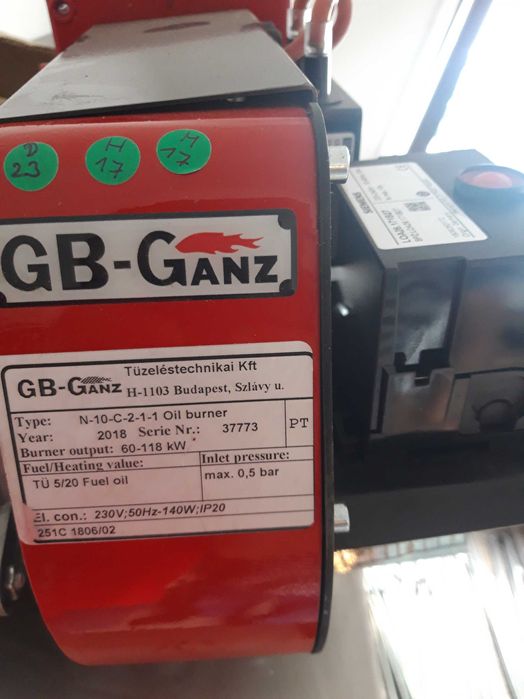 D
23
H
17
H
17
GB-GANZ
Tüzeléstechnikai Kft
GB-GANZ H-1103 Budapest, Szlávy u.
Type: N-10-C-2-1-1 Oil burner
Year: 2018 Serie Nr.: 37773
PT
Burner output: 60-118 kW
Fuel/Heating value: Inlet pressure:
TÜ 5/20 Fuel oil max. 0,5 bar
El. con.: 230V;50Hz-140W;IP20
251C 1806/02
SIEMENS